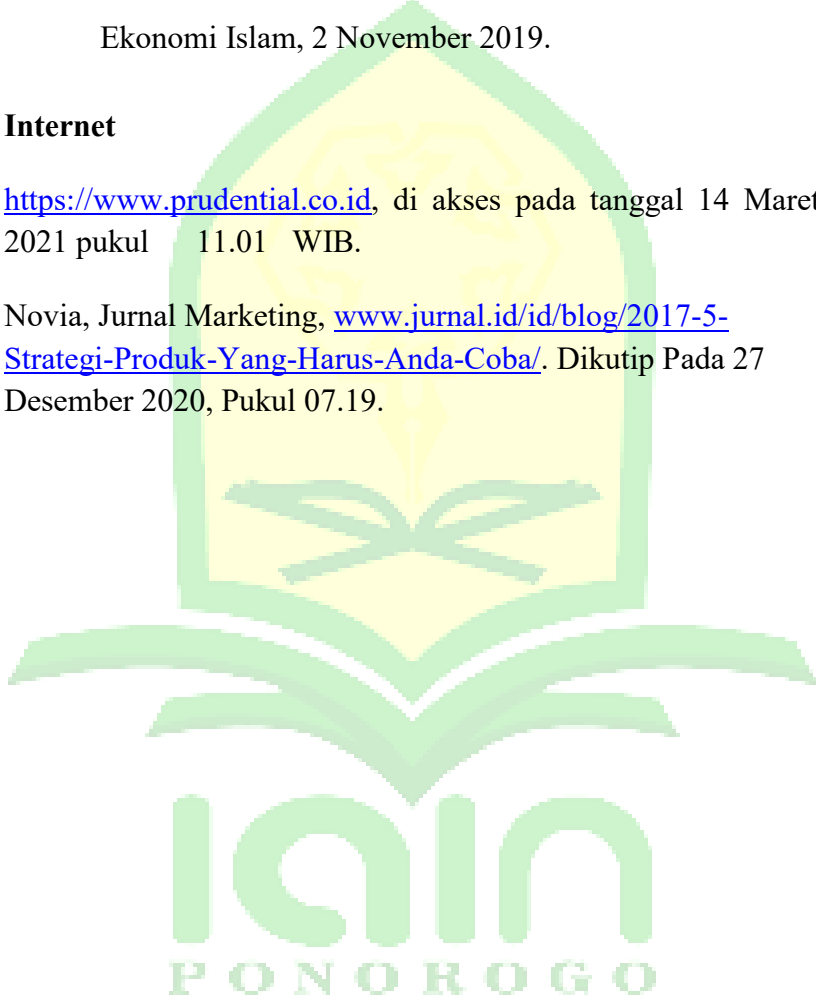 Ekonomi Islam, 2 November 2019.
Internet
https://www.prudential.co.id, di akses pada tanggal 14 Maret
2021 pukul 11.01 WIB.
Novia, Jurnal Marketing, www.jurnal.id/id/blog/2017-5-
Strategi-Produk-Yang-Harus-Anda-Coba/. Dikutip Pada 27
Desember 2020, Pukul 07.19.
iain
PONOROGO